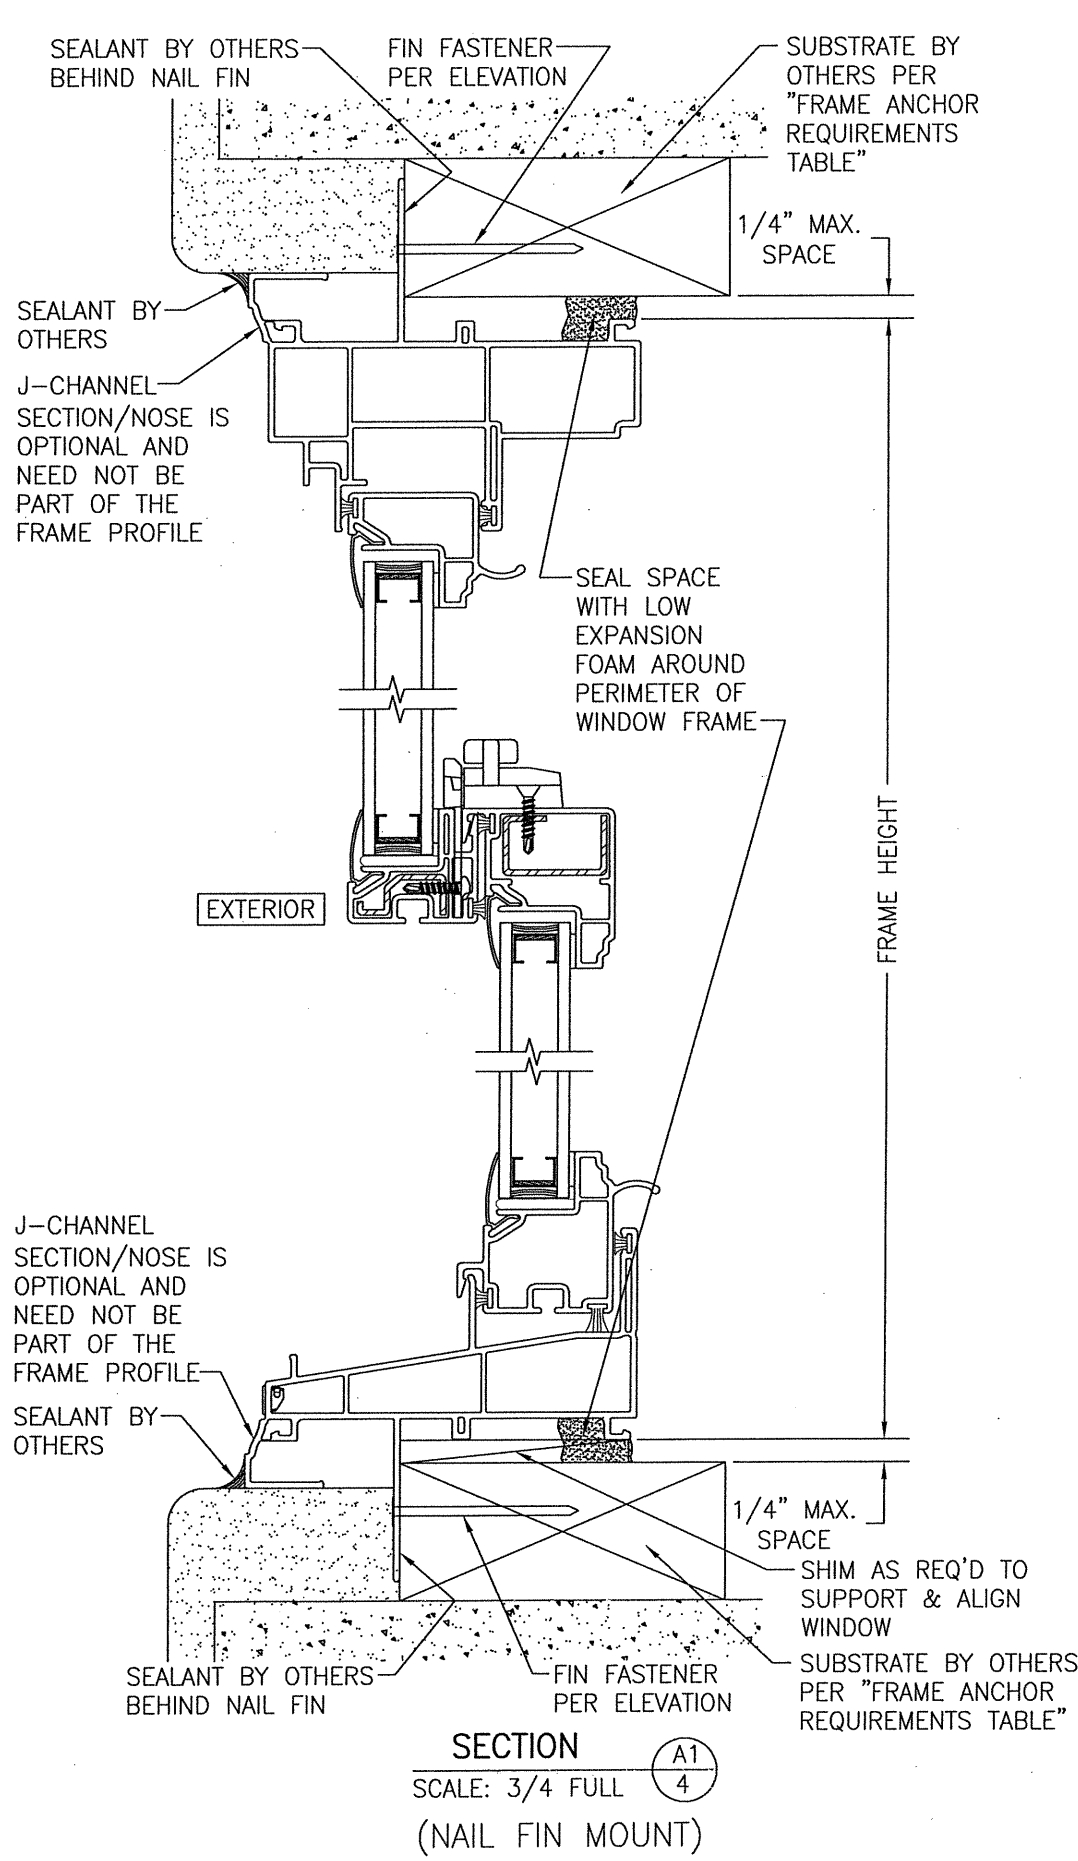 SEALANT BY OTHERS
BEHIND NAIL FIN
FIN FASTENER
PER ELEVATION
SUBSTRATE BY
OTHERS PER
"FRAME ANCHOR
REQUIREMENTS
TABLE"
1/4" MAX.
SPACE
SEALANT BY
OTHERS
J-CHANNEL
SECTION/NOSE IS
OPTIONAL AND
NEED NOT BE
PART OF THE
FRAME PROFILE
SEAL SPACE
WITH LOW
EXPANSION
FOAM AROUND
PERIMETER OF
WINDOW FRAME
FRAME HEIGHT
EXTERIOR
J-CHANNEL
SECTION/NOSE IS
OPTIONAL AND
NEED NOT BE
PART OF THE
FRAME PROFILE
SEALANT BY
OTHERS
1/4" MAX.
SPACE
SHIM AS REQ'D TO
SUPPORT & ALIGN
WINDOW
SEALANT BY OTHERS
BEHIND NAIL FIN
FIN FASTENER
PER ELEVATION
SUBSTRATE BY OTHERS
PER "FRAME ANCHOR
REQUIREMENTS TABLE"
SECTION
A1
SCALE: 3/4 FULL
4
(NAIL FIN MOUNT)